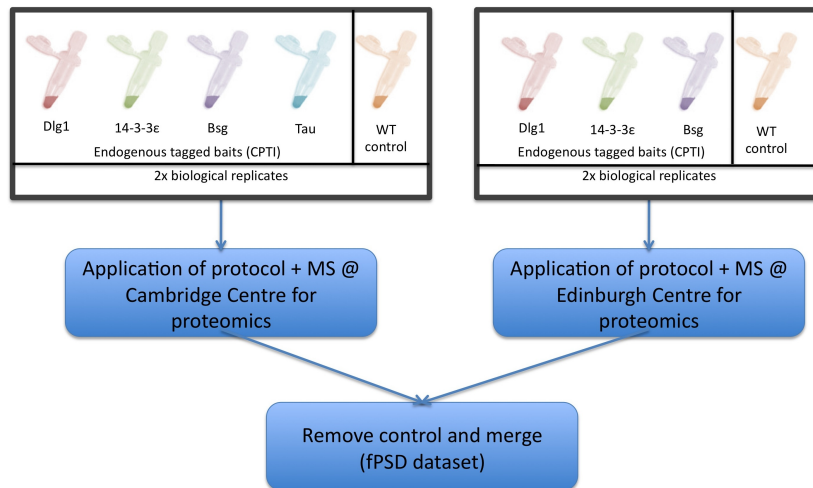 Dlg1
14-3-3ε
Bsg
Tau
WT
control
Endogenous tagged baits (CPTI)
2x biological replicates
Dlg1
14-3-3ε
Bsg
WT
control
Endogenous tagged baits (CPTI)
2x biological replicates
Application of protocol + MS @
Cambridge Centre for
proteomics
Application of protocol + MS @
Edinburgh Centre for
proteomics
Remove control and merge
(fPSD dataset)